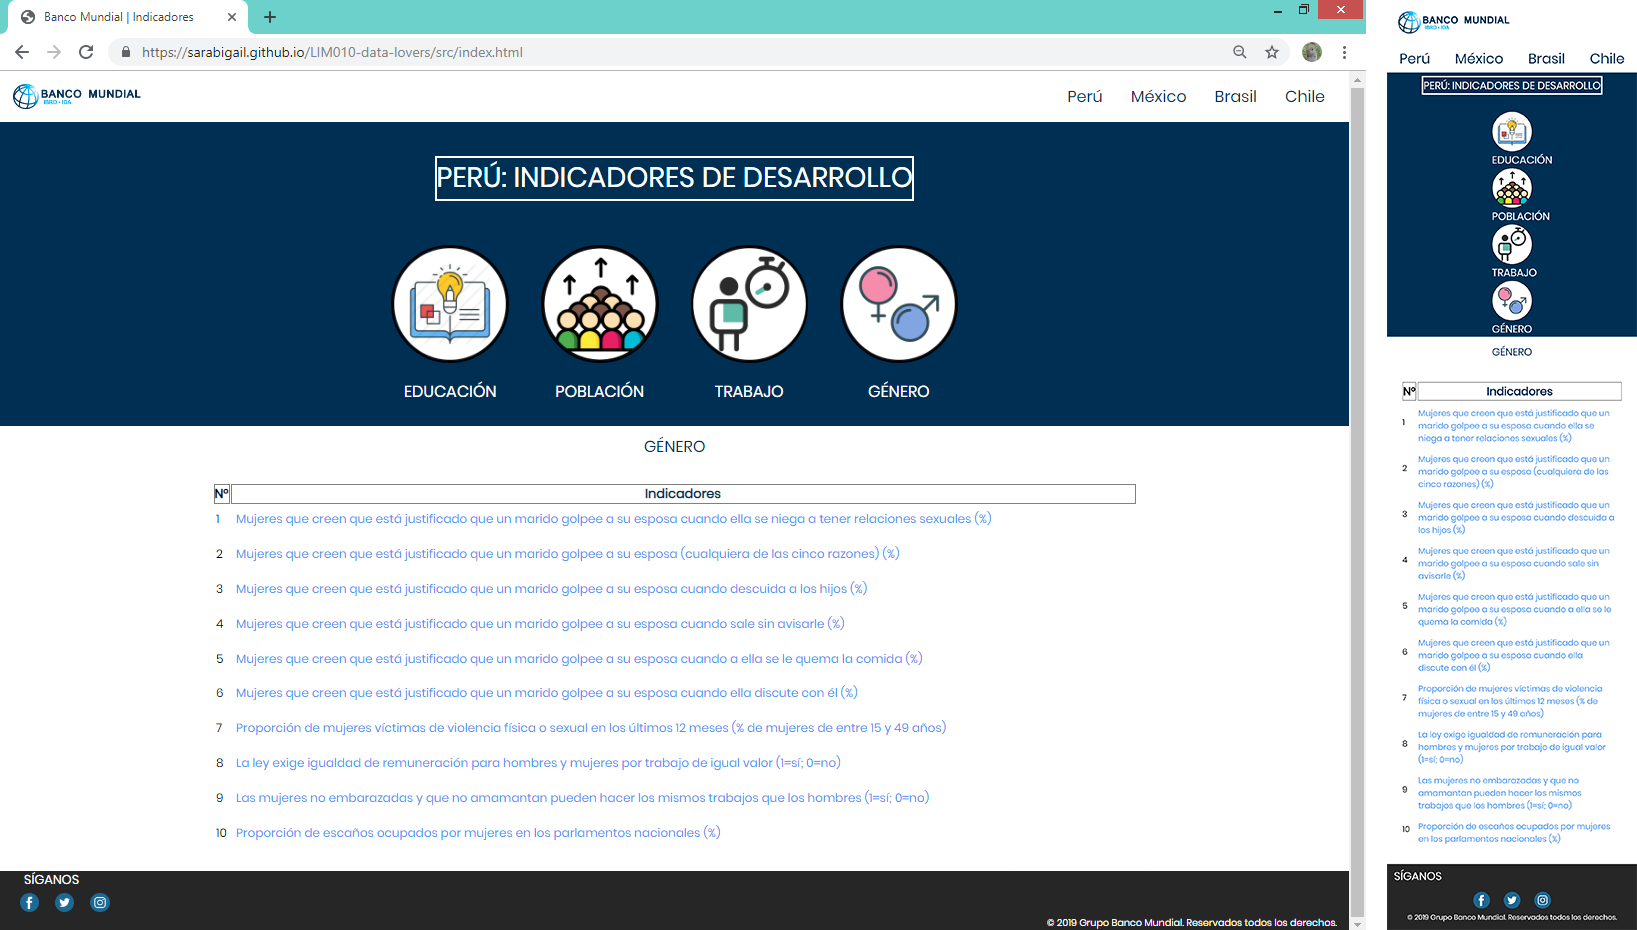 Banco Mundial | Indicadores
https://sarabigail.github.io/LIM010-data-lovers/src/index.html
BANCO MUNDIAL
IBRD • IDA
Perú México Brasil Chile
PERÚ: INDICADORES DE DESARROLLO
EDUCACIÓN POBLACIÓN TRABAJO GÉNERO
GÉNERO
Nº Indicadores
1 Mujeres que creen que está justificado que un marido golpee a su esposa cuando ella se niega a tener relaciones sexuales (%)
2 Mujeres que creen que está justificado que un marido golpee a su esposa (cualquiera de las cinco razones) (%)
3 Mujeres que creen que está justificado que un marido golpee a su esposa cuando descuida a los hijos (%)
4 Mujeres que creen que está justificado que un marido golpee a su esposa cuando sale sin avisarle (%)
5 Mujeres que creen que está justificado que un marido golpee a su esposa cuando a ella se le quema la comida (%)
6 Mujeres que creen que está justificado que un marido golpee a su esposa cuando ella discute con él (%)
7 Proporción de mujeres víctimas de violencia física o sexual en los últimos 12 meses (% de mujeres de entre 15 y 49 años)
8 La ley exige igualdad de remuneración para hombres y mujeres por trabajo de igual valor (1=sí; 0=no)
9 Las mujeres no embarazadas y que no amamantan pueden hacer los mismos trabajos que los hombres (1=sí; 0=no)
10 Proporción de escaños ocupados por mujeres en los parlamentos nacionales (%)
SÍGANOS
© 2019 Grupo Banco Mundial. Reservados todos los derechos.
BANCO MUNDIAL
IBRD • IDA
Perú México Brasil Chile
PERÚ: INDICADORES DE DESARROLLO
EDUCACIÓN
POBLACIÓN
TRABAJO
GÉNERO
GÉNERO
Nº Indicadores
1 Mujeres que creen que está justificado que un
marido golpee a su esposa cuando ella se
niega a tener relaciones sexuales (%)
2 Mujeres que creen que está justificado que un
marido golpee a su esposa (cualquiera de las
cinco razones) (%)
3 Mujeres que creen que está justificado que un
marido golpee a su esposa cuando descuida a
los hijos (%)
4 Mujeres que creen que está justificado que un
marido golpee a su esposa cuando sale sin
avisarle (%)
5 Mujeres que creen que está justificado que un
marido golpee a su esposa cuando a ella se le
quema la comida (%)
6 Mujeres que creen que está justificado que un
marido golpee a su esposa cuando ella
discute con él (%)
7 Proporción de mujeres víctimas de violencia
física o sexual en los últimos 12 meses (% de
mujeres de entre 15 y 49 años)
8 La ley exige igualdad de remuneración para
hombres y mujeres por trabajo de igual valor
(1=sí; 0=no)
9 Las mujeres no embarazadas y que no
amamantan pueden hacer los mismos
trabajos que los hombres (1=sí; 0=no)
10 Proporción de escaños ocupados por mujeres
en los parlamentos nacionales (%)
SÍGANOS
© 2019 Grupo Banco Mundial. Reservados todos los derechos.